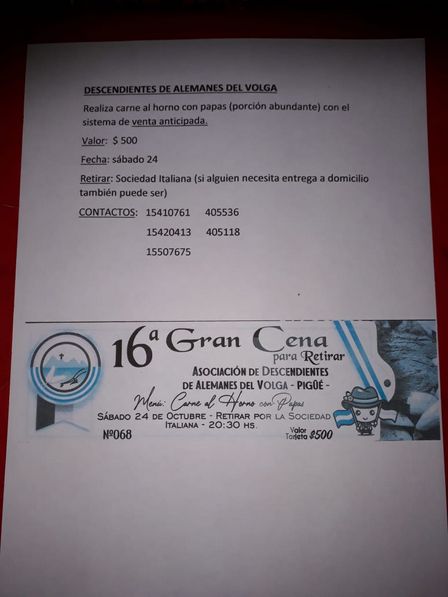 DESCENDIENTES DE ALEMANES DEL VOLGA
Realiza carne al horno con papas (porción abundante) con el
sistema de venta anticipada.
Valor: $ 500
Fecha: sábado 24
Retirar: Sociedad Italiana (si alguien necesita entrega a domicilio
también puede ser)
CONTACTOS: 15410761 405536
15420413 405118
15507675
16ª Gran Cena
para Retirar
Asociación de Descendientes
de Alemanes del Volga - Pigüé -
Menú: Carne al Horno con Papas
Sábado 24 de Octubre - Retirar por la Sociedad
Italiana - 20:30 hs.
Nº068
Valor
Tarjeta $500